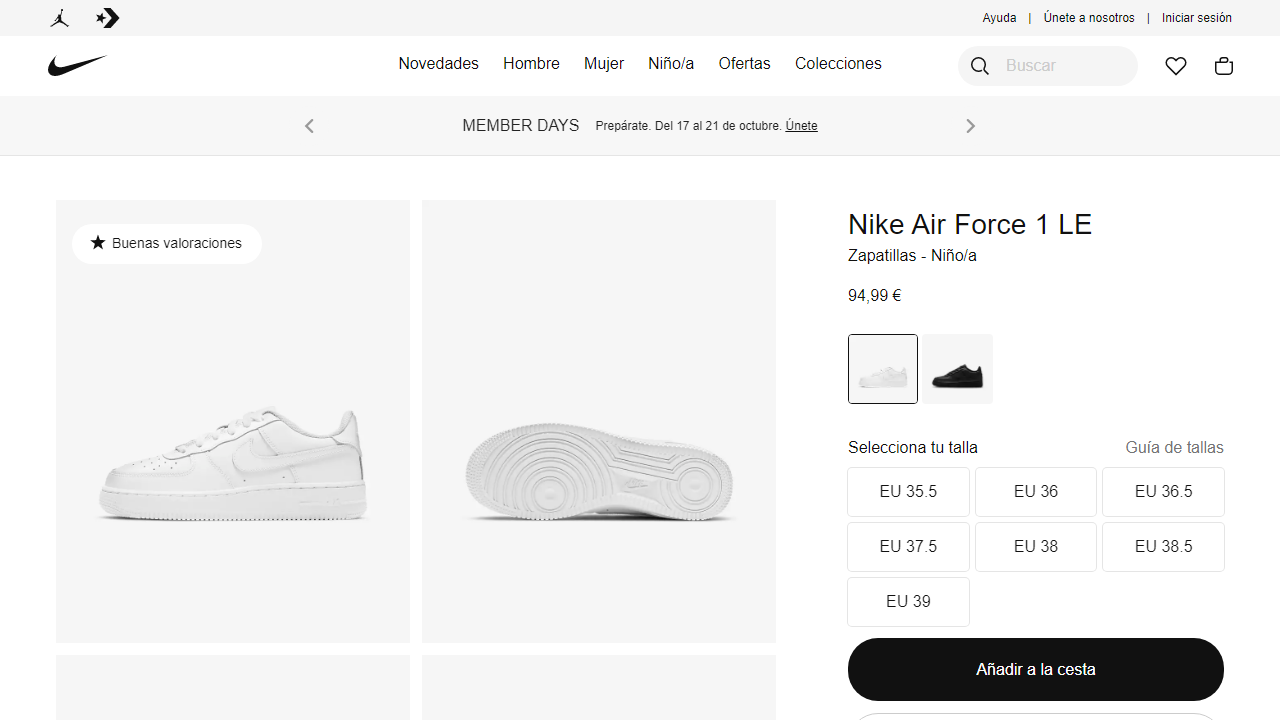 Ayuda | Únete a nosotros | Iniciar sesión
Novedades Hombre Mujer Niño/a Ofertas Colecciones Buscar
MEMBER DAYS Prepárate. Del 17 al 21 de octubre. Únete
Buenas valoraciones
Nike Air Force 1 LE
Zapatillas - Niño/a
94,99 €
Selecciona tu talla Guía de tallas
EU 35.5 EU 36 EU 36.5
EU 37.5 EU 38 EU 38.5
EU 39
Añadir a la cesta